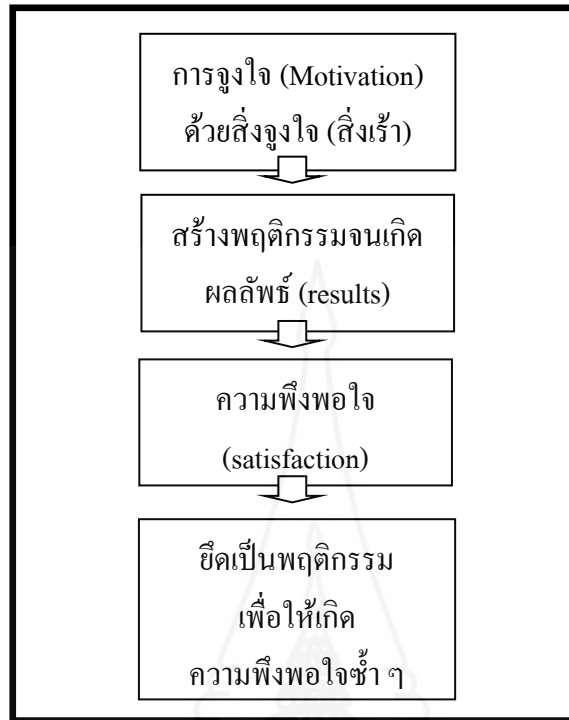 การจูงใจ (Motivation)
ด้วยสิ่งจูงใจ (สิ่งเร้า)
สร้างพฤติกรรมจนเกิด
ผลลัพธ์ (results)
ความพึงพอใจ
(satisfaction)
ยึดเป็นพฤติกรรม
เพื่อให้เกิด
ความพึงพอใจซ้ำ ๆ